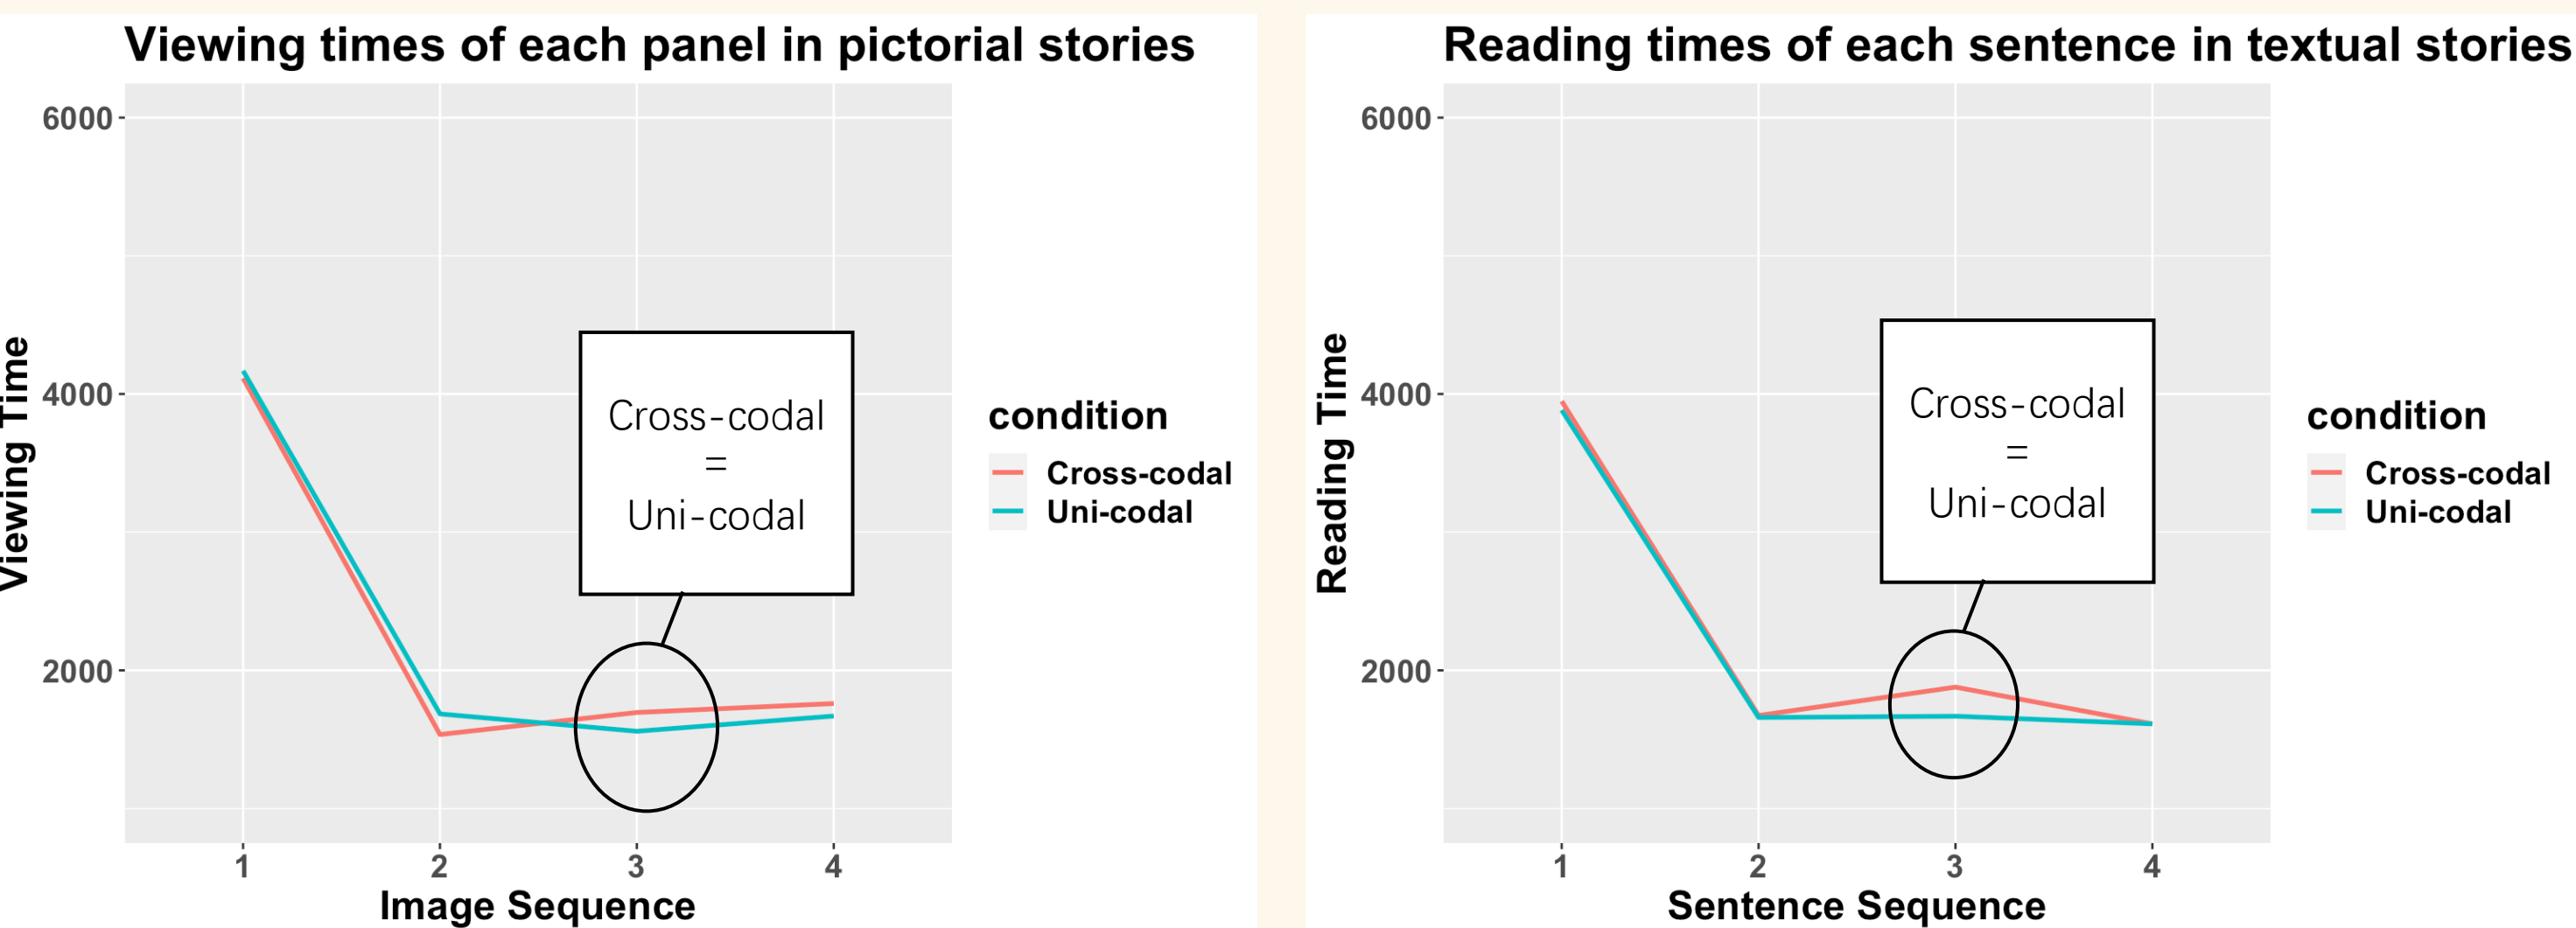 Viewing times of each panel in pictorial stories
6000
4000
2000
Viewing Time
Cross-codal
=
Uni-codal
condition
Cross-codal
Uni-codal
1 2 3 4
Image Sequence
Reading times of each sentence in textual stories
6000
4000
2000
Reading Time
Cross-codal
=
Uni-codal
condition
Cross-codal
Uni-codal
1 2 3 4
Sentence Sequence